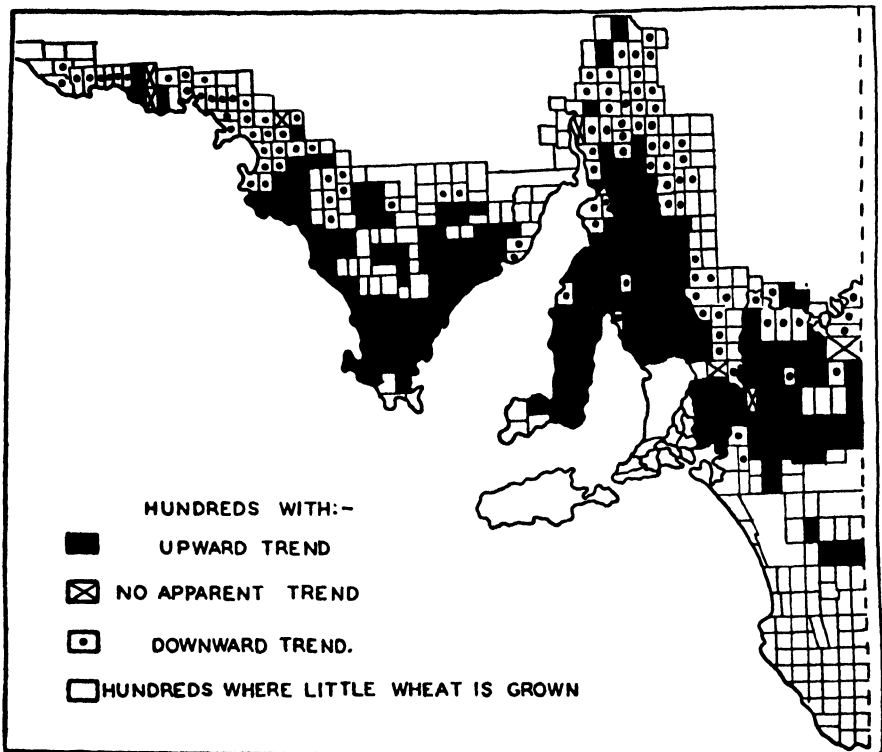 HUNDREDS WITH:-
UPWARD TREND
NO APPARENT TREND
DOWNWARD TREND.
HUNDREDS WHERE LITTLE WHEAT IS GROWN